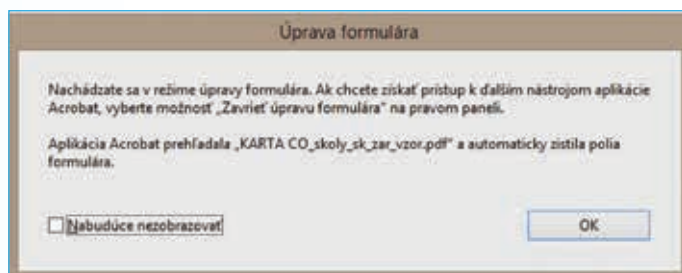 Úprava formulára
Nachádzate sa v režime úpravy formulára. Ak chcete získať prístup k ďalším nástrojom aplikácie
Acrobat, vyberte možnosť „Zavrieť úpravu formulára" na pravom paneli.
Aplikácia Acrobat prehľadala „KARTA CO_skoly_sk_zar_vzor.pdf" a automaticky zistila polia
formulára.
Nabudúce nezobrazovať
OK